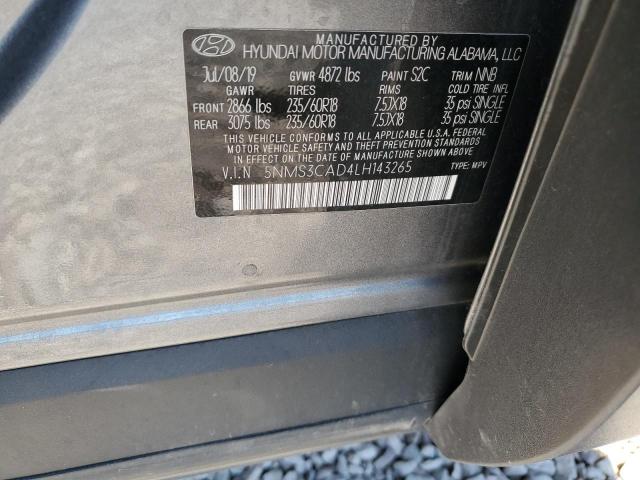 MANUFACTURED BY
HYUNDAI MOTOR MANUFACTURING ALABAMA, LLC
Jul/08/19 GVWR 4872 lbs PAINT S2C TRIM NNB
GAWR TIRES RIMS COLD TIRE INFL
FRONT 2866 lbs 235/60R18 7.5JX18 35 psi SINGLE
REAR 3075 lbs 235/60R18 7.5JX18 35 psi SINGLE
THIS VEHICLE CONFORMS TO ALL APPLICABLE U.S.A FEDERAL
MOTOR VEHICLE SAFETY AND THEFT PREVENTION STANDARDS
IN EFFECT ON THE DATE OF MANUFACTURE SHOWN ABOVE.
V.I.N 5NMS3CAD4LH143265 TYPE: MPV